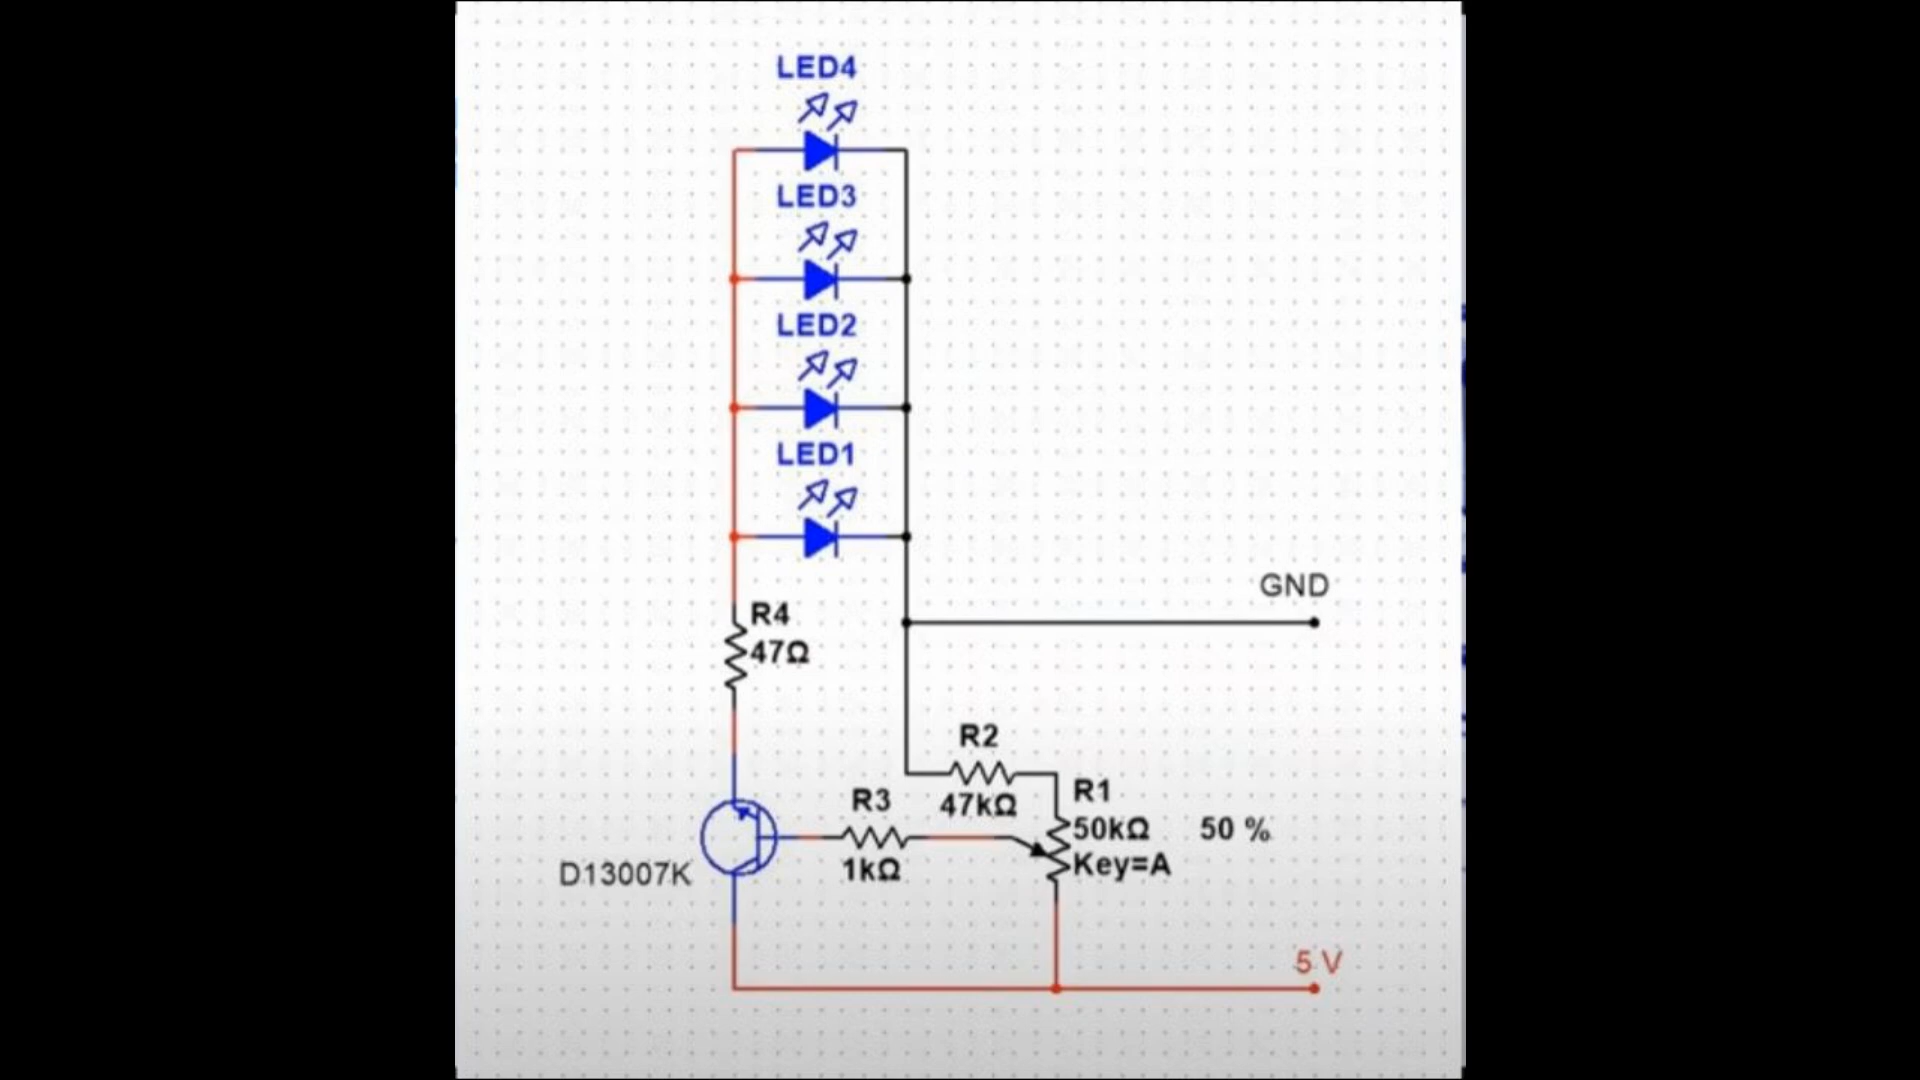 LED4
LED3
LED2
LED1
GND
R4
47Ω
R2
47kΩ
R1
50kΩ 50 %
Key=A
R3
1kΩ
D13007K
5 V